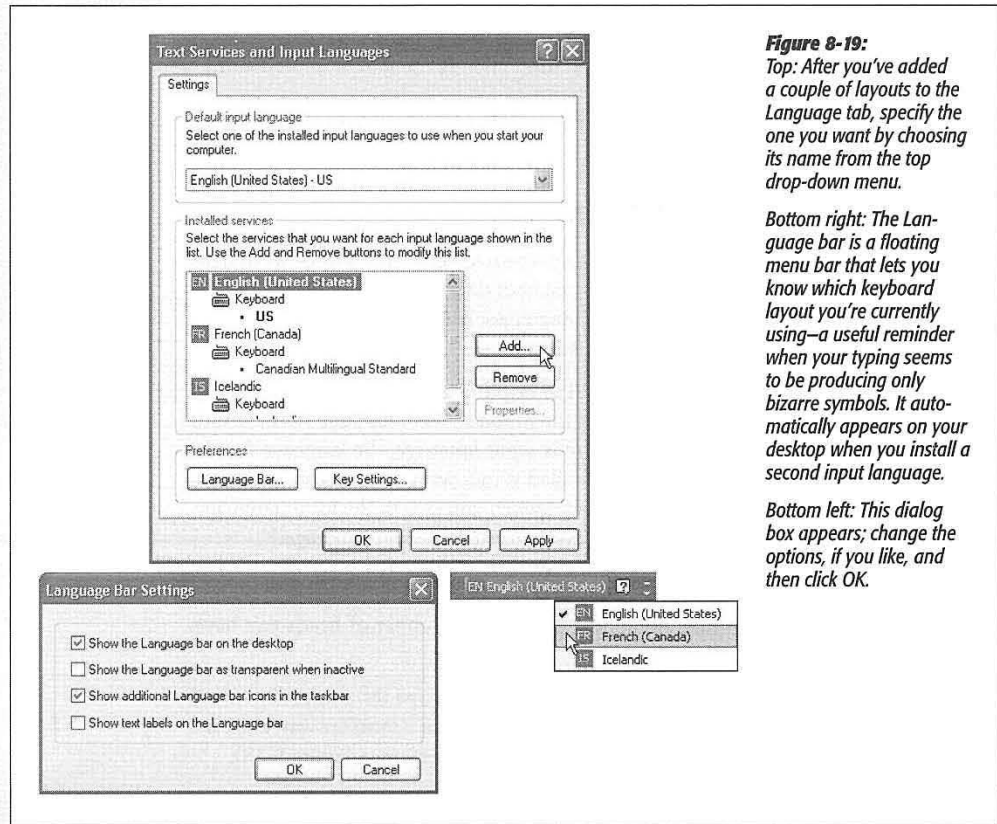 Text Services and Input Languages
Settings
Default input language
Select one of the installed input languages to use when you start your
computer.
English (United States) - US
Installed services
Select the services that you want for each input language shown in the
list. Use the Add and Remove buttons to modify this list.
EN English (United States)
Keyboard
• US
FR French (Canada)
Keyboard
• Canadian Multilingual Standard
IS Icelandic
Keyboard
Add...
Remove
Properties...
Preferences
Language Bar...
Key Settings...
OK
Cancel
Apply
Language Bar Settings
Show the Language bar on the desktop
Show the Language bar as transparent when inactive
Show additional Language bar icons in the taskbar
Show text labels on the Language bar
OK
Cancel
EN English (United States) ?
EN English (United States)
FR French (Canada)
IS Icelandic
Figure 8-19:
Top: After you've added
a couple of layouts to the
Language tab, specify the
one you want by choosing
its name from the top
drop-down menu.
Bottom right: The Lan-
guage bar is a floating
menu bar that lets you
know which keyboard
layout you're currently
using—a useful reminder
when your typing seems
to be producing only
bizarre symbols. It auto-
matically appears on your
desktop when you install a
second input language.
Bottom left: This dialog
box appears; change the
options, if you like, and
then click OK.